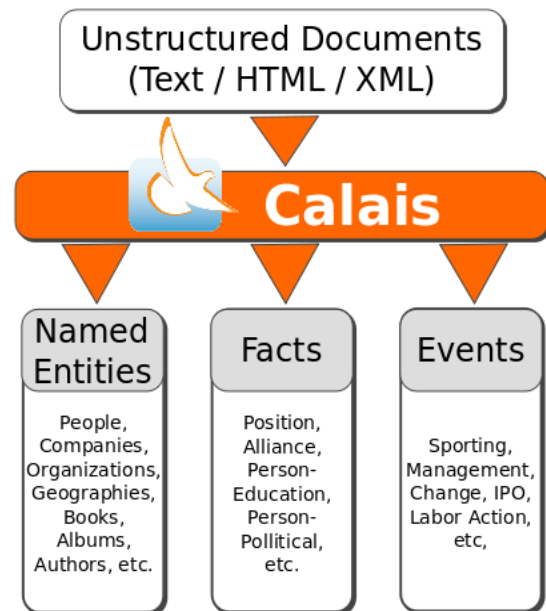 Unstructured Documents
(Text / HTML / XML)
Calais
Named
Entities
People,
Companies,
Organizations,
Geographies,
Books,
Albums,
Authors, etc.
Facts
Position,
Alliance,
Person-
Education,
Person-
Pollitical,
etc.
Events
Sporting,
Management,
Change, IPO,
Labor Action,
etc,